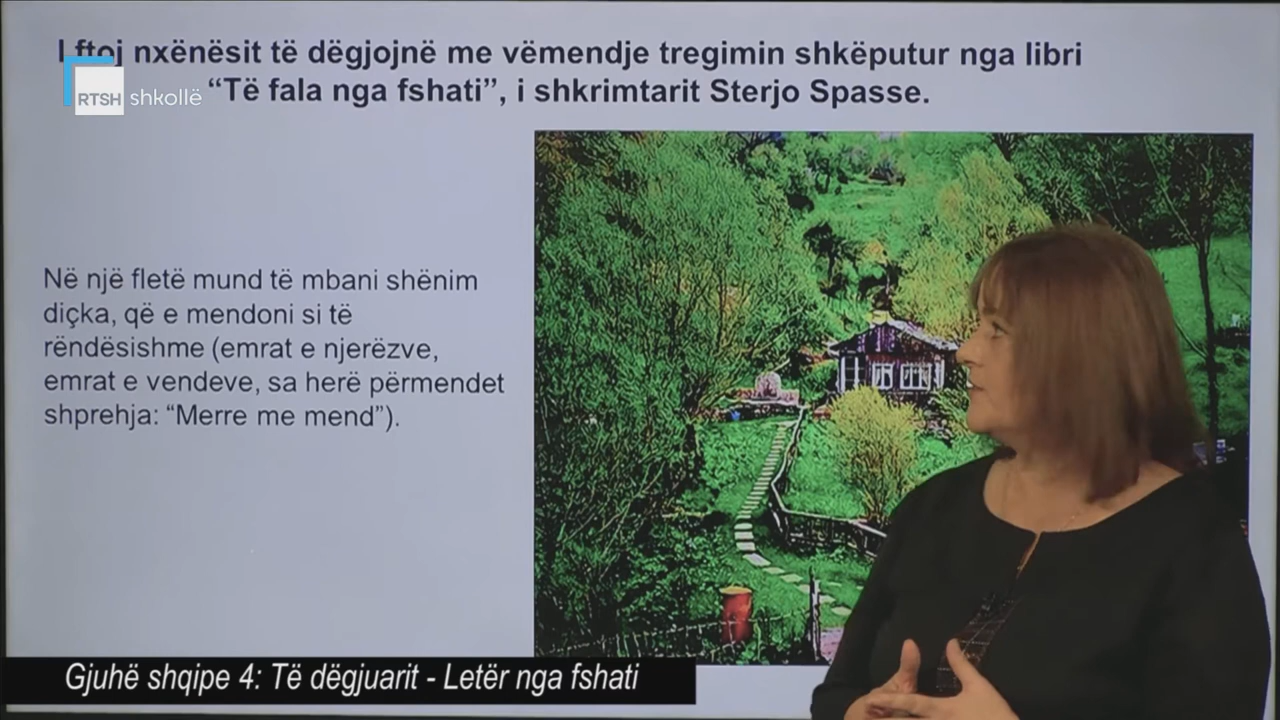 I ftoj nxënësit të dëgjojnë me vëmendje tregimin shkëputur nga libri
“Të fala nga fshati”, i shkrimtarit Sterjo Spasse.
RTSH shkollë
Në një fletë mund të mbani shënim
diçka, që e mendoni si të
rëndësishme (emrat e njerëzve,
emrat e vendeve, sa herë përmendet
shprehja: “Merre me mend”).
Gjuhë shqipe 4: Të dëgjuarit - Letër nga fshati